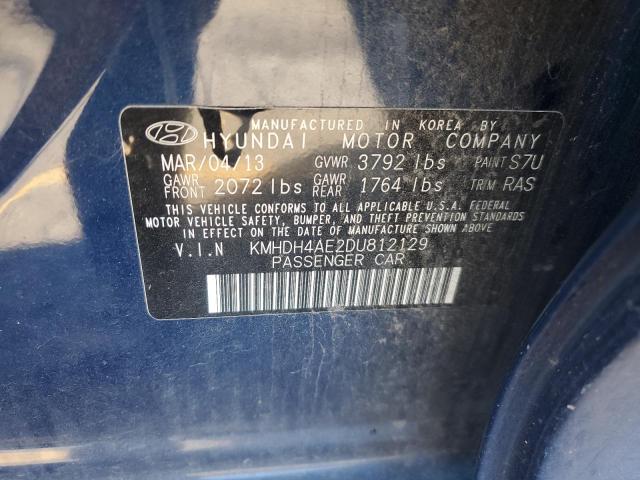 MANUFACTURED IN KOREA BY
HYUNDAI MOTOR COMPANY
MAR/04/13 GVWR 3792 lbs PAINT S7U
GAWR FRONT 2072 lbs GAWR REAR 1764 lbs TRIM RAS
THIS VEHICLE CONFORMS TO ALL APPLICABLE U.S.A. FEDERAL
MOTOR VEHICLE SAFETY, BUMPER, AND THEFT PREVENTION STANDARDS
IN EFFECT ON THE DATE OF MANUFACTURE SHOWN ABOVE.
V.I.N KMHDH4AE2DU812129
PASSENGER CAR